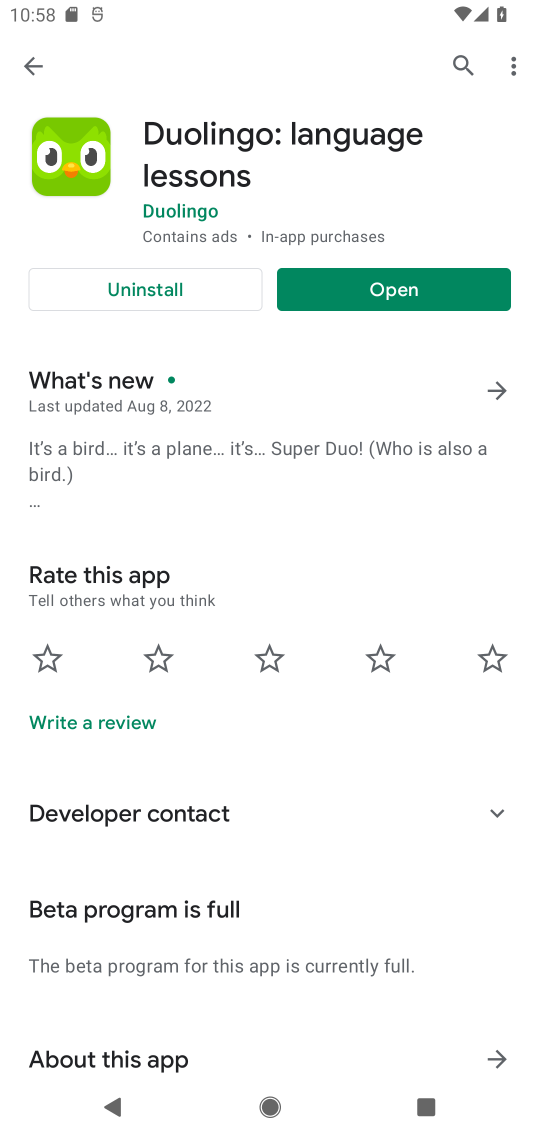 10:58
Duolingo: language
lessons
Duolingo
Contains ads • In-app purchases
Uninstall
Open
What's new •
Last updated Aug 8, 2022
It's a bird… it's a plane… it's… Super Duo! (Who is also a
bird.)
…
Rate this app
Tell others what you think
Write a review
Developer contact
Beta program is full
The beta program for this app is currently full.
About this app